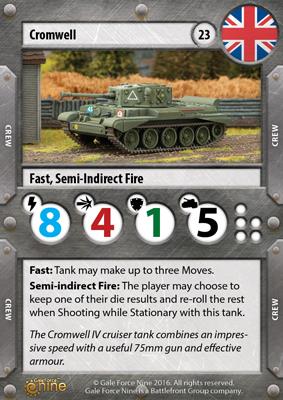 Cromwell 23
CREW CREW
Fast, Semi-Indirect Fire
8 4 1 5
Fast: Tank may make up to three Moves.
Semi-indirect Fire: The player may choose to
keep one of their die results and re-roll the rest
when Shooting while Stationary with this tank.
CREW CREW
The Cromwell IV cruiser tank combines an impres-
sive speed with a useful 75mm gun and effective
armour.
Gale Force nine
© Gale Force Nine 2016. All rights reserved.
Gale Force Nine is a Battlefront Group company.